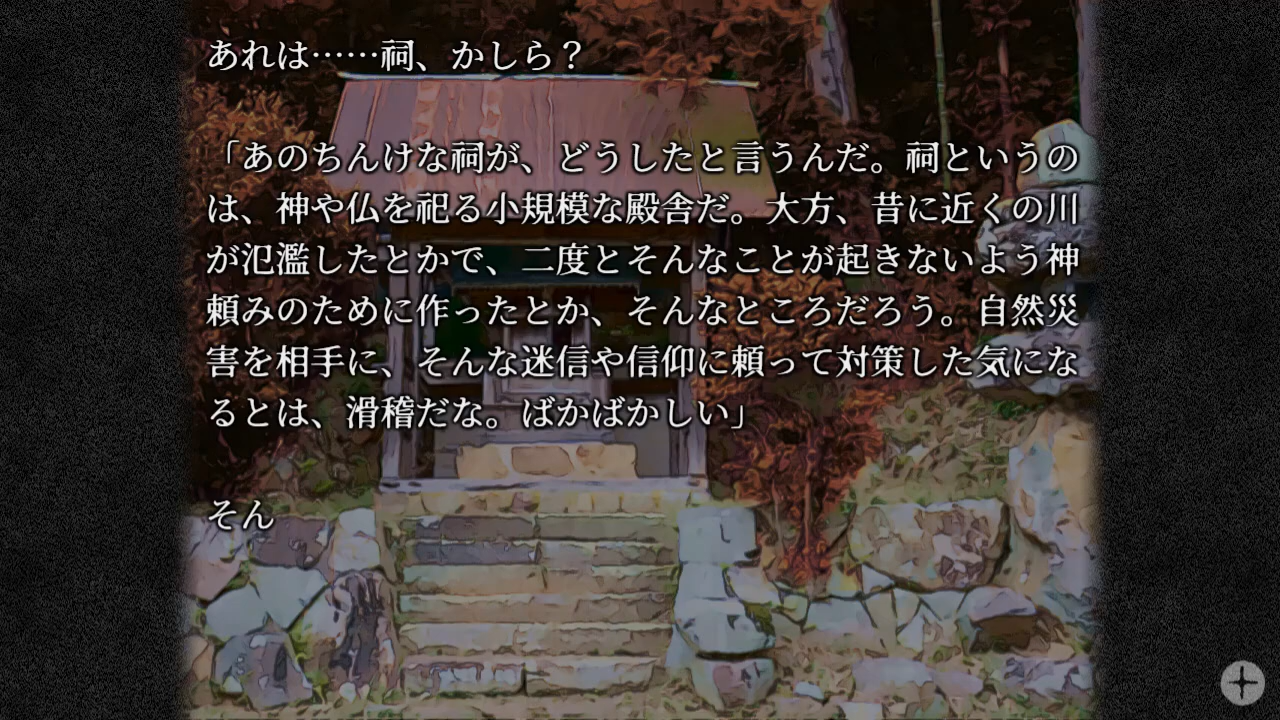 あれは……祠、かしら？
「あのちんけな祠が、どうしたと言うんだ。祠というの
は、神や仏を祀る小規模な殿舎だ。大方、昔に近くの川
が氾濫したとかで、二度とそんなことが起きないよう神
頼みのために作ったとか、そんなところだろう。自然災
害を相手に、そんな迷信や信仰に頼って対策した気にな
るとは、滑稽だな。ばかばかしい」
そん